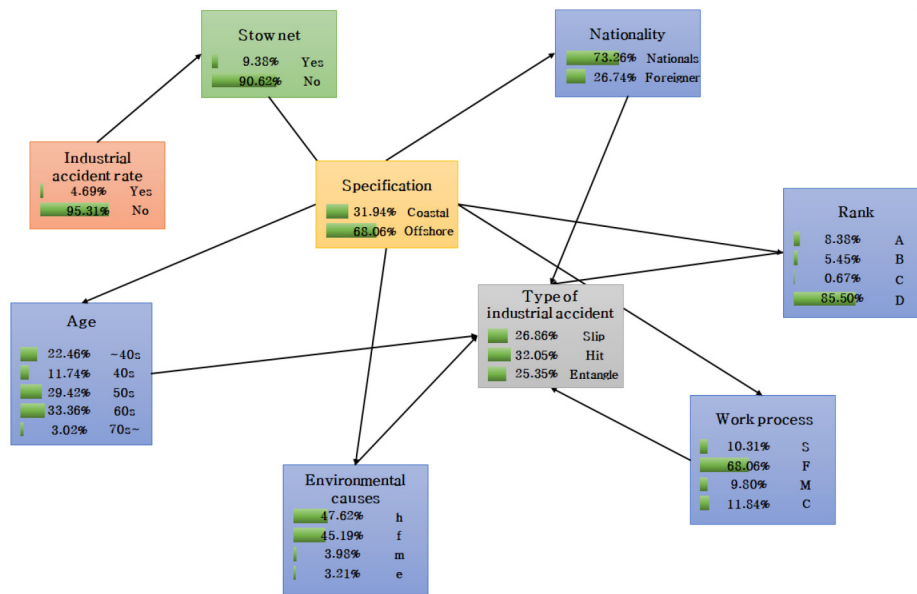 Stow net
9.38% Yes
90.62% No
Nationality
73.26% Nationals
26.74% Foreigner
Industrial
accident rate
4.69% Yes
95.31% No
Specification
31.94% Coastal
68.06% Offshore
Rank
8.38% A
5.45% B
0.67% C
85.50% D
Type of
industrial accident
26.86% Slip
32.05% Hit
25.35% Entangle
Age
22.46% ~40s
11.74% 40s
29.42% 50s
33.36% 60s
3.02% 70s~
Work process
10.31% S
68.06% F
9.80% M
11.84% C
Environmental
causes
47.62% h
45.19% f
3.98% m
3.21% e